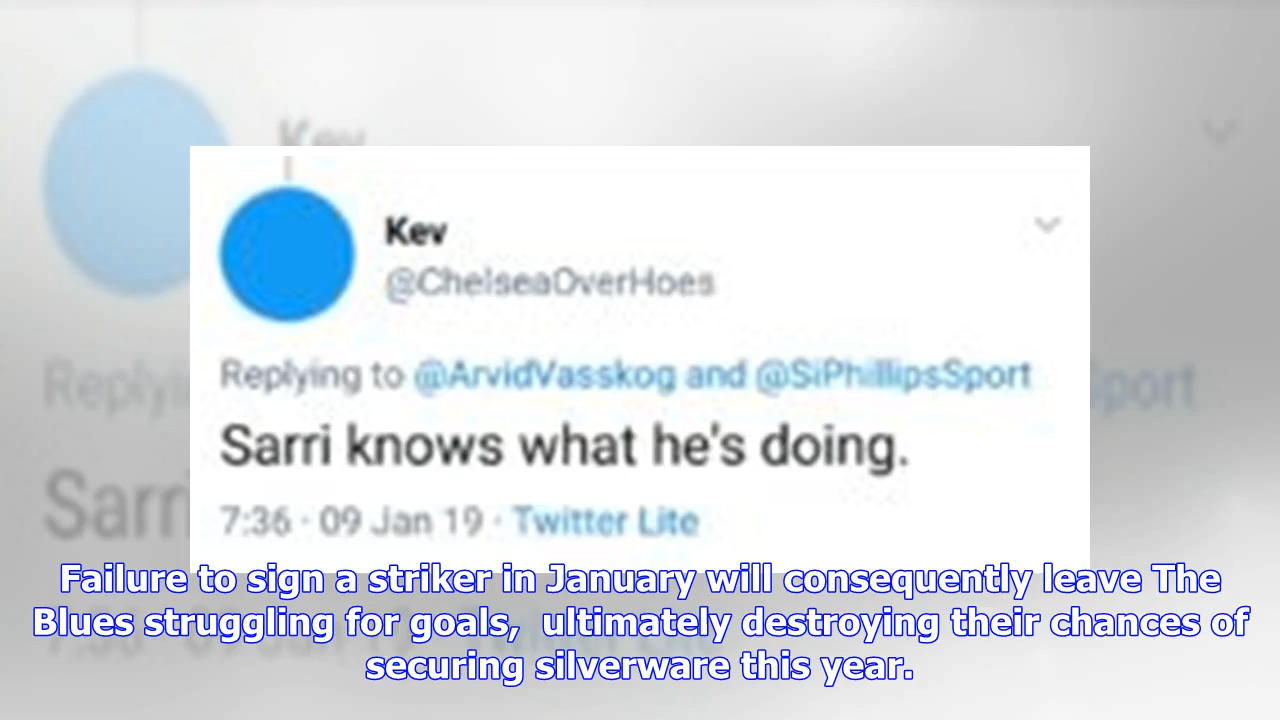 Kev
Kev
@ChelseaOverHoes
Replying to @ArvidVasskog and @SiPhillipsSport
Sarri knows what he's doing.
7:36 · 09 Jan 19 · Twitter Lite
Failure to sign a striker in January will consequently leave The
Blues struggling for goals,  ultimately destroying their chances of
securing silverware this year.